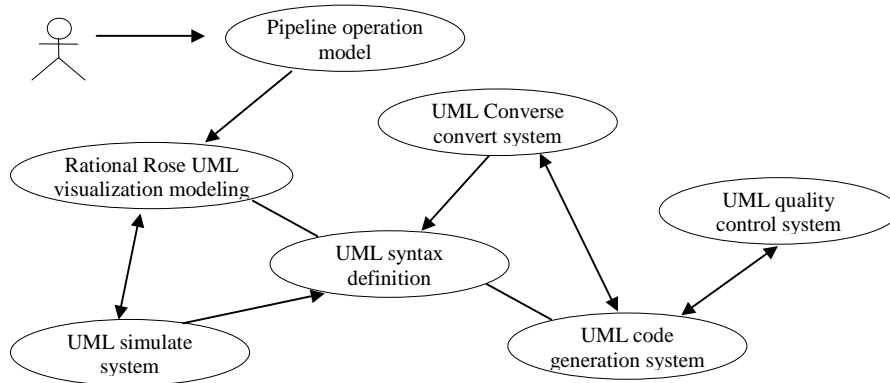 Pipeline operation
model
UML Converse
convert system
Rational Rose UML
visualization modeling
UML quality
control system
UML syntax
definition
UML simulate
system
UML code
generation system